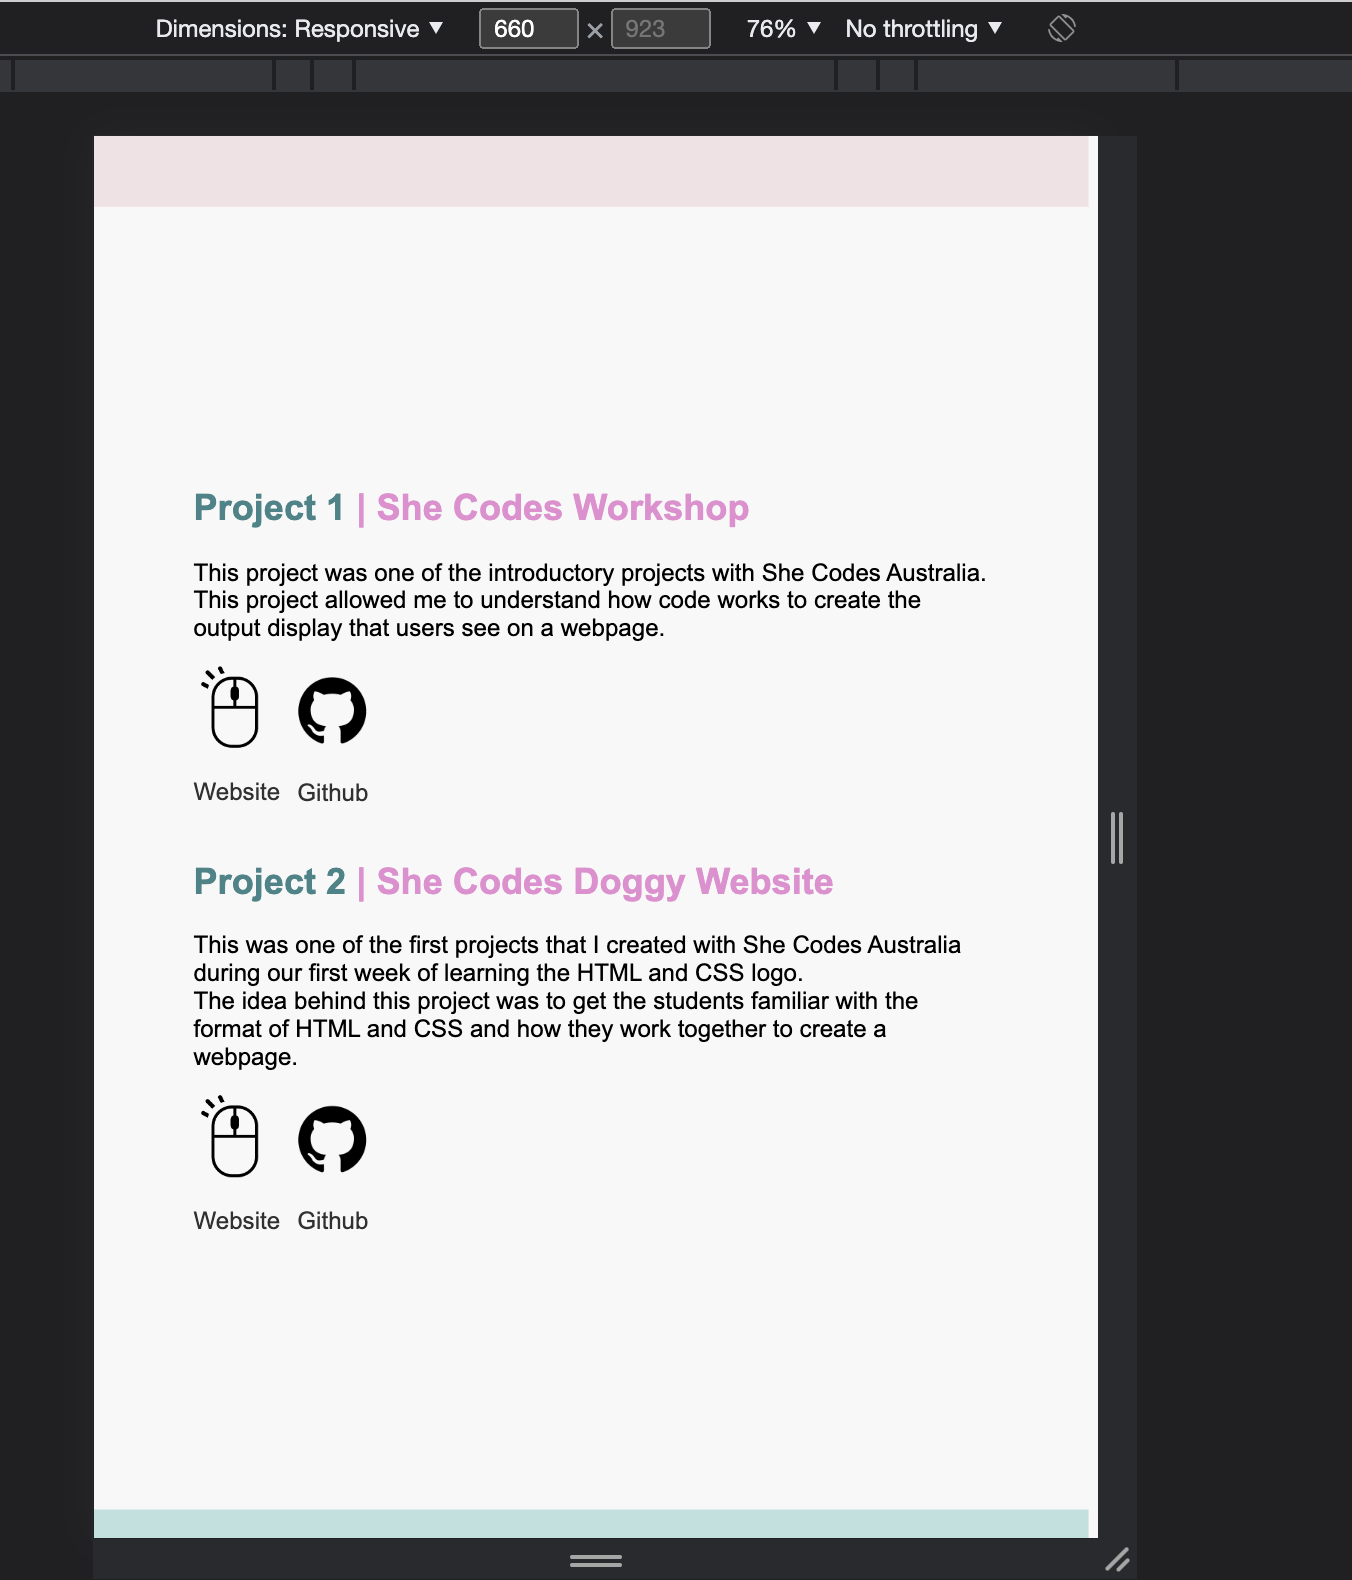 Dimensions: Responsive ▼ 660 × 923 76% ▼ No throttling ▼
Project 1 | She Codes Workshop
This project was one of the introductory projects with She Codes Australia.
This project allowed me to understand how code works to create the
output display that users see on a webpage.
Website Github
Project 2 | She Codes Doggy Website
This was one of the first projects that I created with She Codes Australia
during our first week of learning the HTML and CSS logo.
The idea behind this project was to get the students familiar with the
format of HTML and CSS and how they work together to create a
webpage.
Website Github